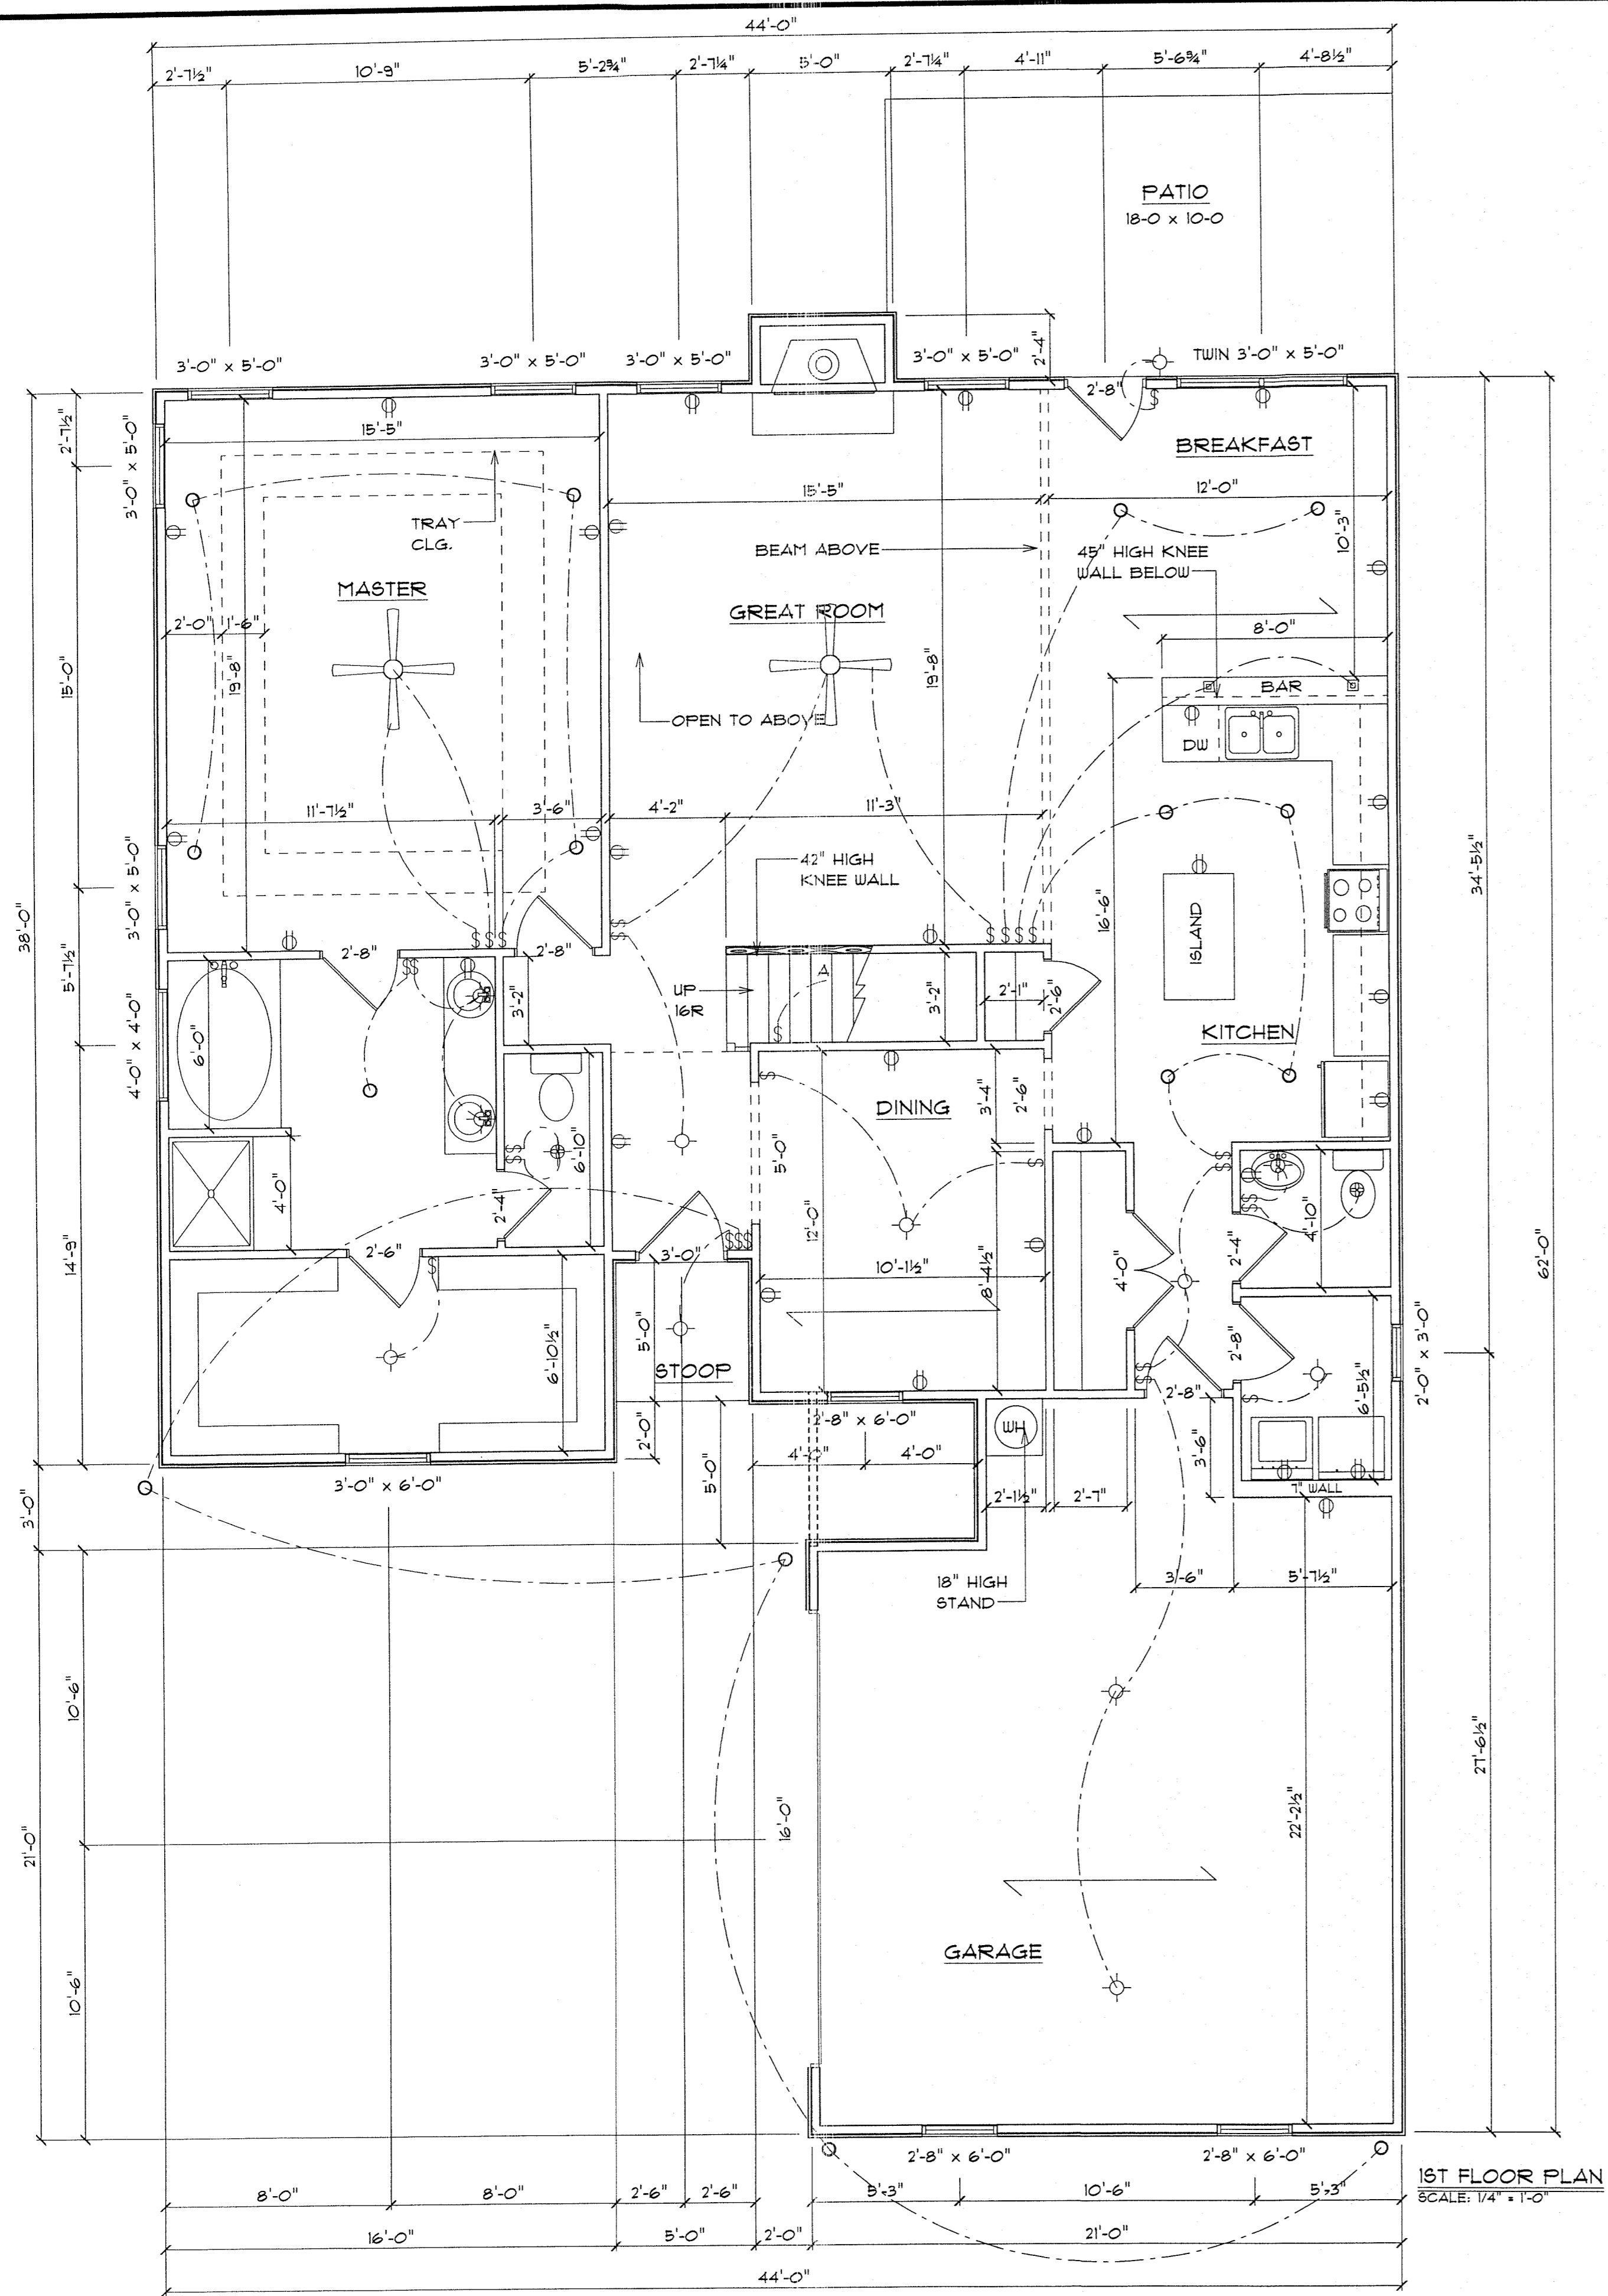 44'-0"
2'-7½" 10'-9" 5'-2¾" 2'-7¼" 5'-0" 2'-7¼" 4'-11" 5'-6¾" 4'-8½"
PATIO
18-0 x 10-0
3'-0" x 5'-0" 3'-0" x 5'-0" 3'-0" x 5'-0" 3'-0" x 5'-0" 2'-4" TWIN 3'-0" x 5'-0"
2'-8"
2'-7½"
3'-0" x 5'-0"
15'-5"
BREAKFAST
15'-5" 12'-0"
TRAY
CLG.
10'-3"
BEAM ABOVE
45" HIGH KNEE
WALL BELOW
MASTER
GREAT ROOM
2'-0" 1'-6"
8'-0"
15'-0"
19'-8"
19'-8"
BAR
OPEN TO ABOVE
DW
11'-7½" 3'-6" 4'-2" 11'-3"
3'-0" x 5'-0"
42" HIGH
KNEE WALL
34'-5½"
38'-0"
16'-6"
ISLAND
5'-7½"
2'-8" 2'-8"
UP
16R
A
3'-2"
3'-2"
2'-1"
2'-6"
4'-0" x 4'-0"
6'-0"
KITCHEN
DINING
3'-4"
2'-6"
6'-10"
5'-0"
4'-0"
2'-4"
12'-0"
4'-10"
2'-4"
62'-0"
14'-9"
2'-6"
3'-0"
10'-1½"
8'-4½"
4'-0"
2'-8"
2'-0" x 3'-0"
6'-10½"
5'-0"
STOOP
6'-5½"
2'-8"
2'-8" x 6'-0"
WH
2'-0"
4'-0" 4'-0"
3'-6"
5'-0"
3'-0" x 6'-0"
7" WALL
2'-1½" 2'-7"
3'-0"
18" HIGH
STAND
3'-6" 5'-7½"
10'-6"
27'-6½"
16'-0"
22'-2½"
21'-0"
GARAGE
10'-6"
2'-8" x 6'-0" 2'-8" x 6'-0"
1ST FLOOR PLAN
SCALE: 1/4" = 1'-0"
8'-0" 8'-0" 2'-6" 2'-6" 5'-3" 10'-6" 5'-3"
16'-0" 5'-0" 2'-0" 21'-0"
44'-0"